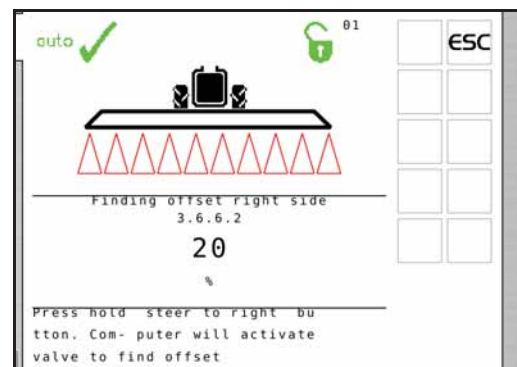 auto
01
ESC
Finding offset right side
3.6.6.2
20
%
Press hold steer to right bu
tton. Com- puter will activate
valve to find offset